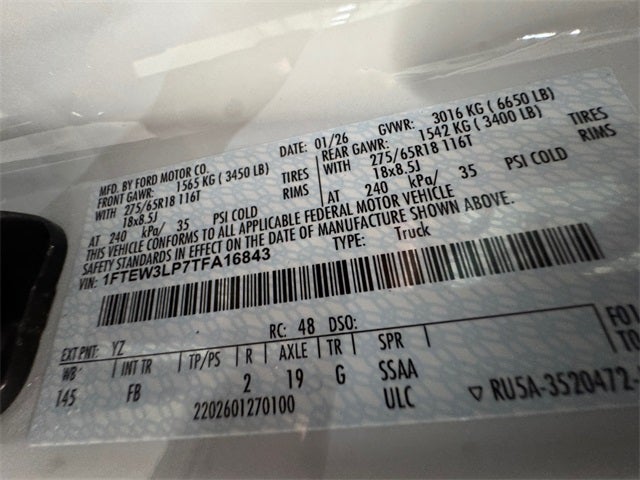 MFD. BY FORD MOTOR CO.
DATE: 01/26
GVWR: 3016 KG ( 6650 LB)
FRONT GAWR: 1565 KG ( 3450 LB)
REAR GAWR: 1542 KG ( 3400 LB)
WITH 275/65R18 116T TIRES
WITH 275/65R18 116T TIRES
18x8.5J RIMS
18x8.5J RIMS
AT 240 kPa/ 35 PSI COLD
AT 240 kPa/ 35 PSI COLD
THIS VEHICLE CONFORMS TO ALL APPLICABLE FEDERAL MOTOR VEHICLE
SAFETY STANDARDS IN EFFECT ON THE DATE OF MANUFACTURE SHOWN ABOVE.
VIN: 1FTEW3LP7TFA16843
TYPE: Truck
EXT PNT: YZ RC: 48 DSO:
WB INT TR TP/PS R AXLE TR SPR
145 FB 2 19 G SSAA
2202601270100 ULC
RU5A-3520472-